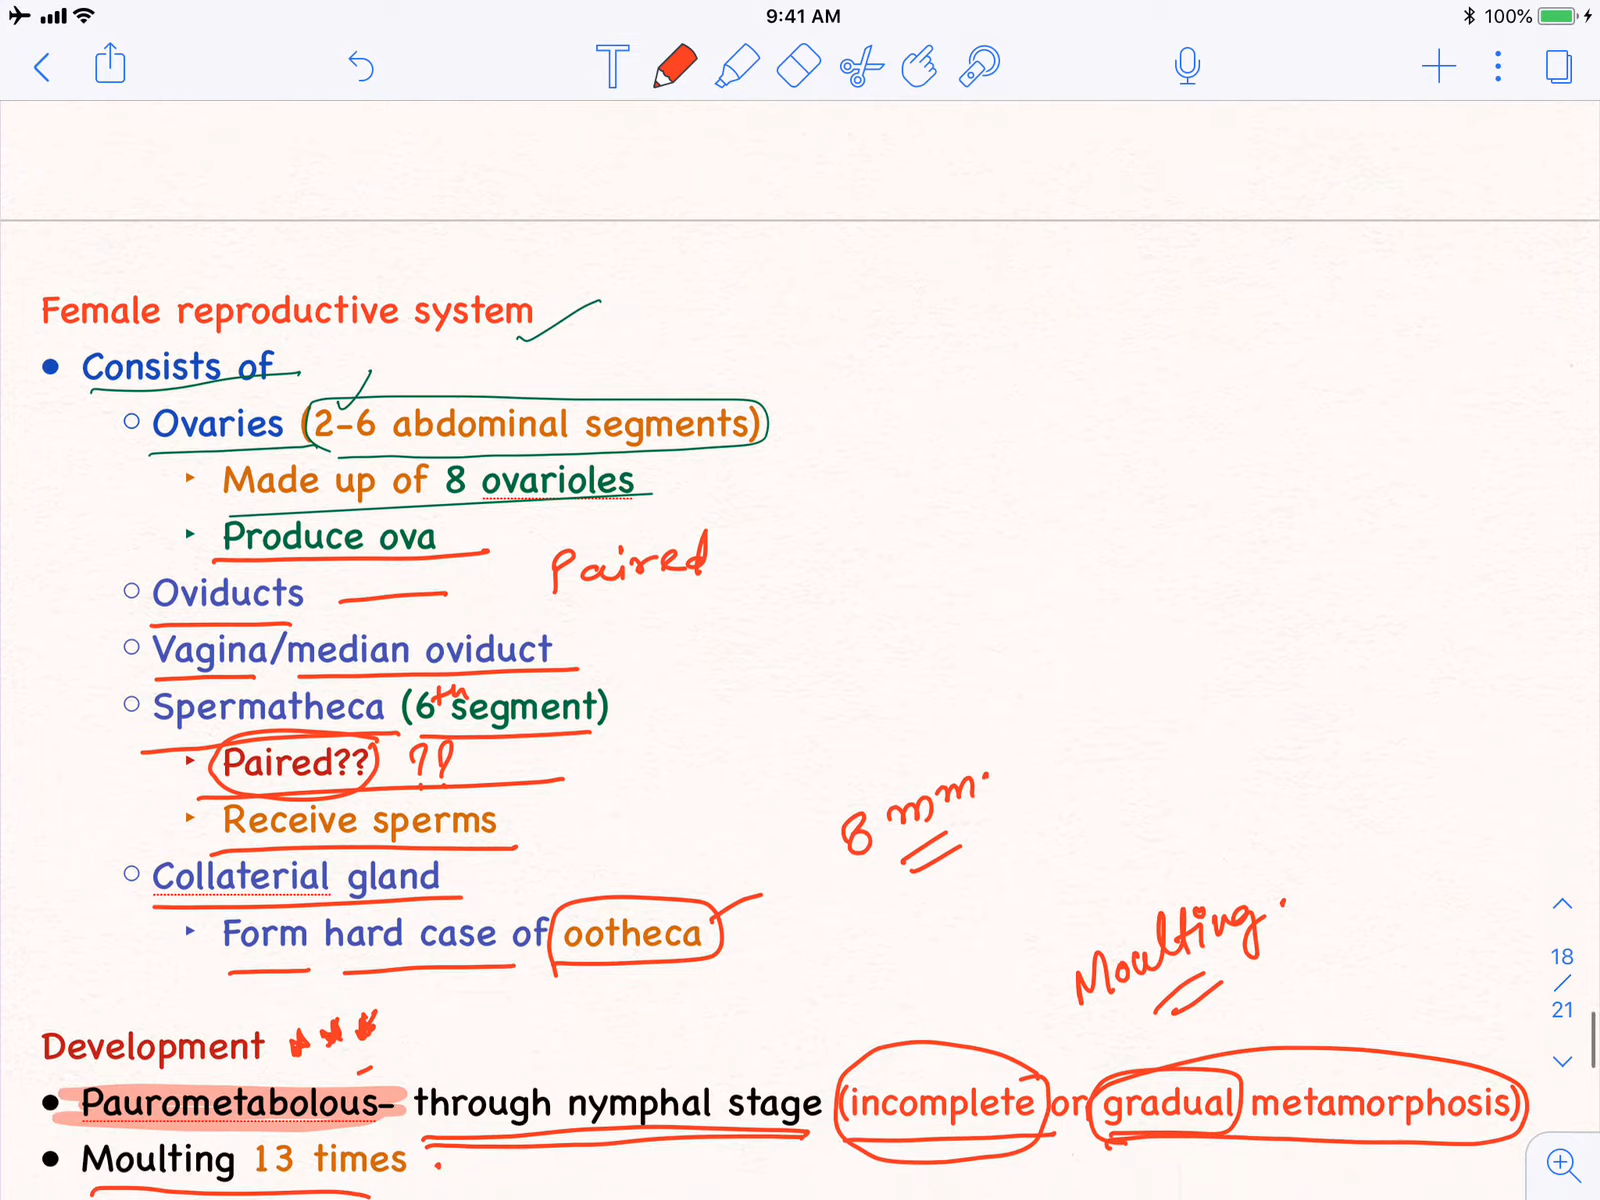 9:41 AM
100%
T
Female reproductive system
Consists of
Ovaries (2-6 abdominal segments)
Made up of 8 ovarioles
Produce ova
Paired
Oviducts
Vagina/median oviduct
Spermatheca (6th segment)
Paired?? ??
Receive sperms
8 mm.
Collaterial gland
Form hard case of ootheca
Moulting.
18
/
21
Development
Paurometabolous- through nymphal stage (incomplete or gradual metamorphosis)
Moulting 13 times